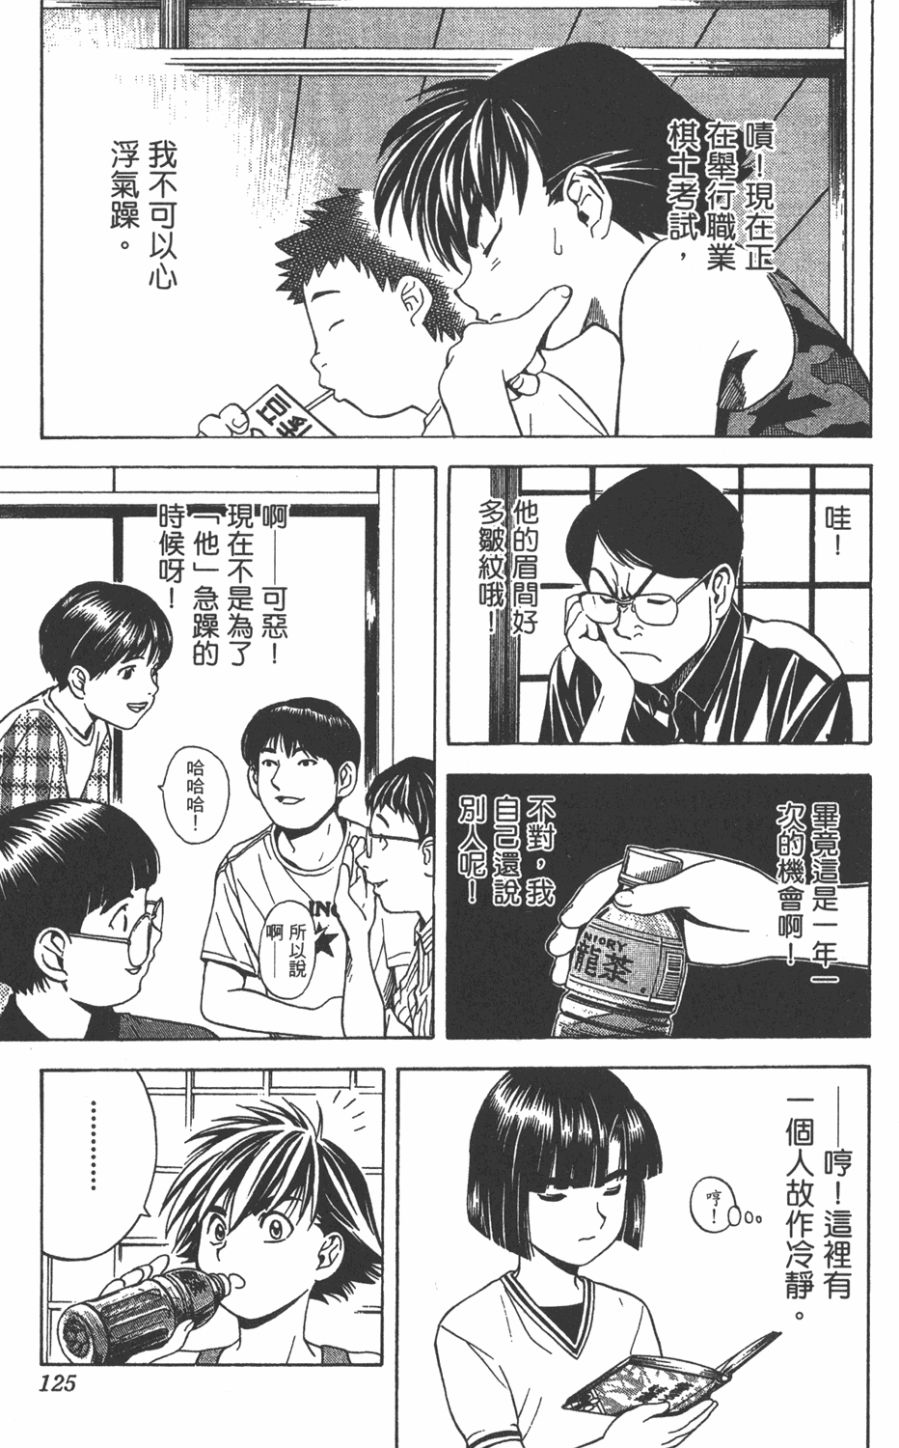 嘖！現在正
在舉行職業
棋士考試，
我不可以心
浮氣躁。
豆乳
哇！
他的眉間好
多皺紋哦！
啊——可惡！
現在不是為了
「他」急躁的
時候呀！
哈哈哈！
所以說
啊——
畢竟這是一年一
次的機會啊！
不對，我
自己還說
別人呢！
NIORY
龍茶
——哼！這裡有
一個人故作冷靜。
哼！
…………
125